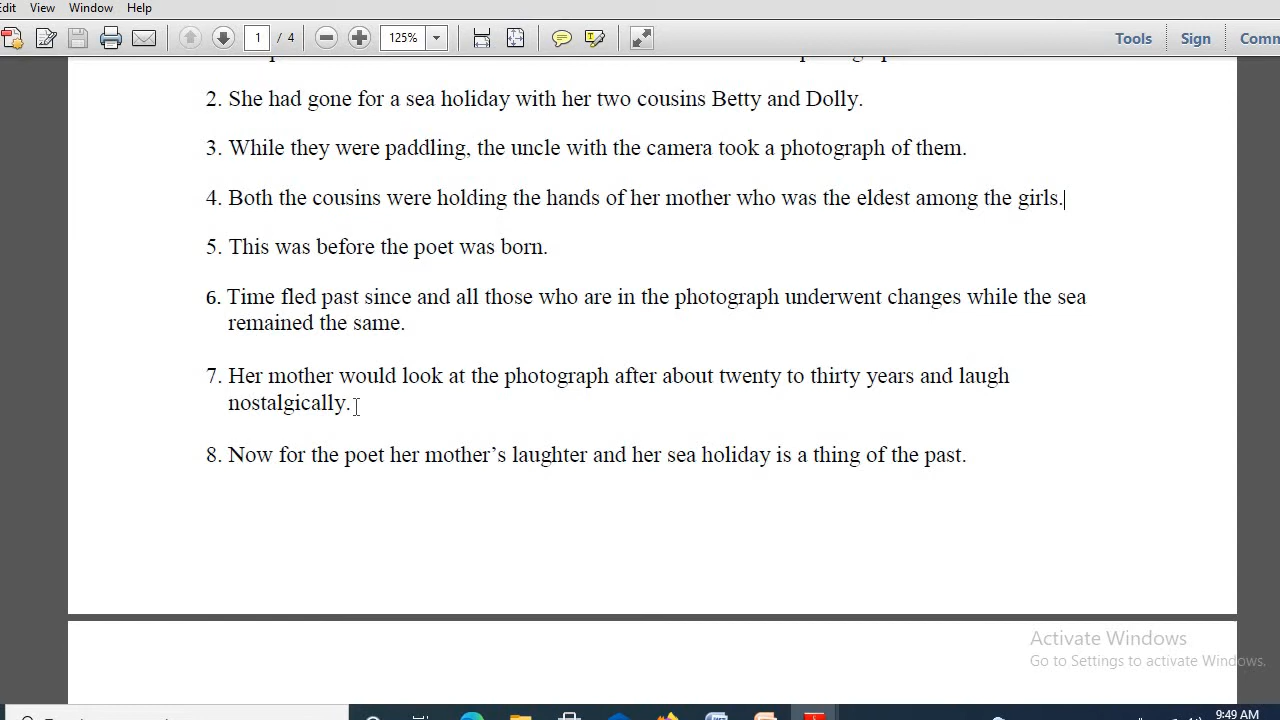 Edit View Window Help
1 / 4 125% Tools Sign Comm
2. She had gone for a sea holiday with her two cousins Betty and Dolly.
3. While they were paddling, the uncle with the camera took a photograph of them.
4. Both the cousins were holding the hands of her mother who was the eldest among the girls.
5. This was before the poet was born.
6. Time fled past since and all those who are in the photograph underwent changes while the sea
remained the same.
7. Her mother would look at the photograph after about twenty to thirty years and laugh
nostalgically.
8. Now for the poet her mother’s laughter and her sea holiday is a thing of the past.
Activate Windows
Go to Settings to activate Windows.
9:49 AM